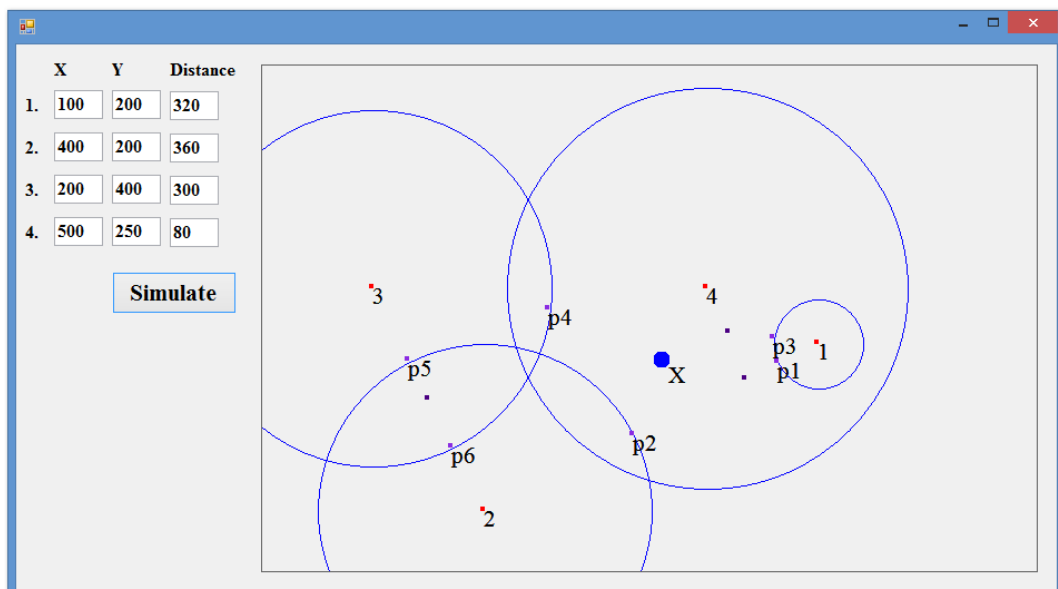 X Y Distance
1. 100 200 320
2. 400 200 360
3. 200 400 300
4. 500 250 80
Simulate
3
4
p4
p3
1
p5
p1
X
p2
p6
2